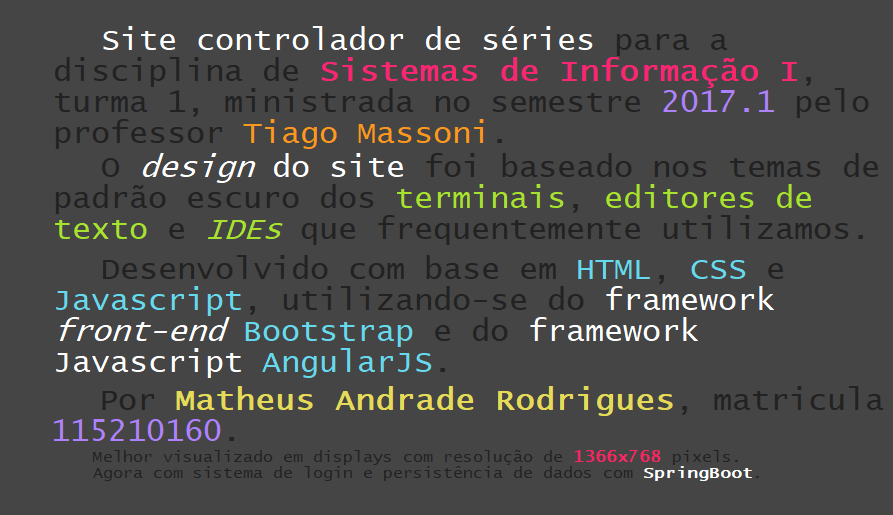 Site controlador de séries para a
disciplina de Sistemas de Informação I,
turma 1, ministrada no semestre 2017.1 pelo
professor Tiago Massoni.
O design do site foi baseado nos temas de
padrão escuro dos terminais, editores de
texto e IDEs que frequentemente utilizamos.
Desenvolvido com base em HTML, CSS e
Javascript, utilizando-se do framework
front-end Bootstrap e do framework
Javascript AngularJS.
Por Matheus Andrade Rodrigues, matricula
115210160.
Melhor visualizado em displays com resolução de 1366x768 pixels.
Agora com sistema de login e persistência de dados com SpringBoot.